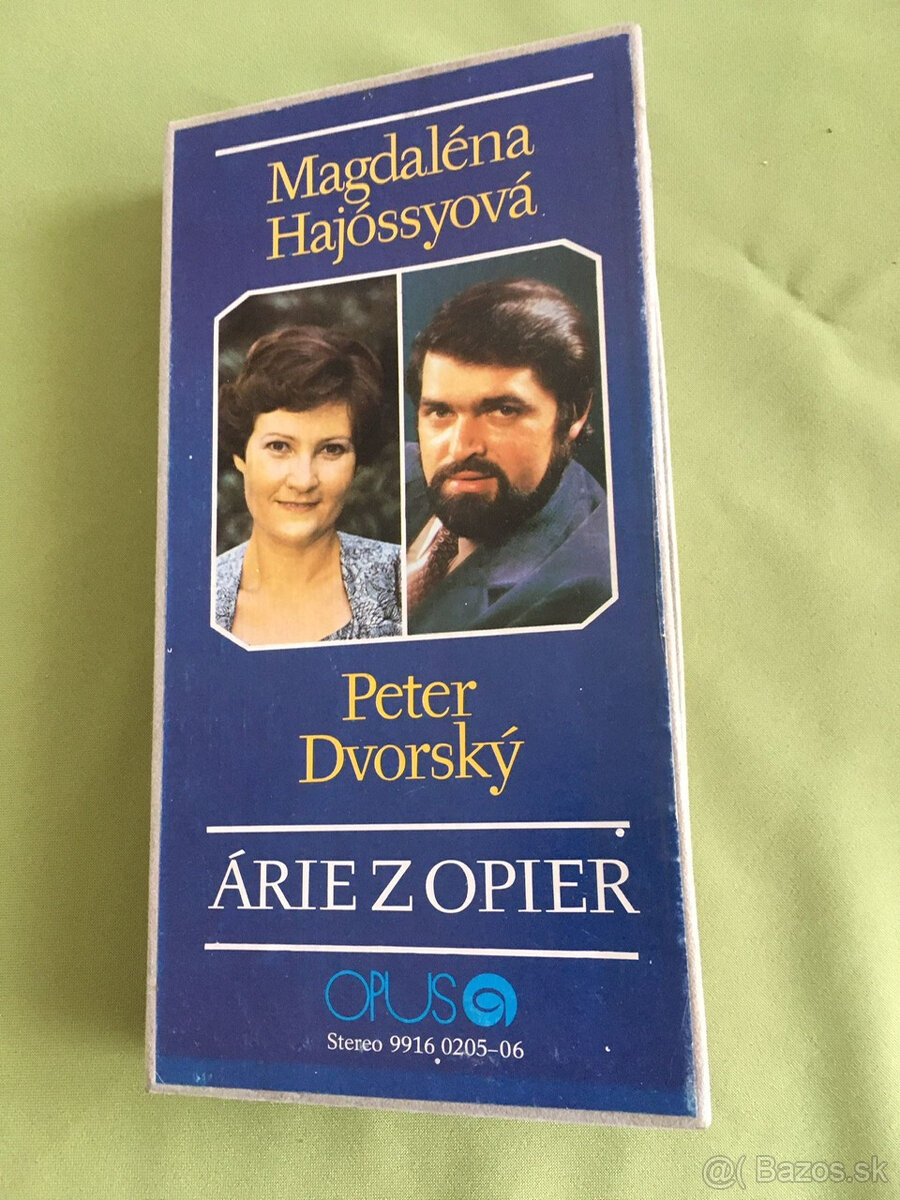 Magdaléna
Hajóssyová
Peter
Dvorský
ÁRIE Z OPIER
OPUS
Stereo 9916 0205–06
@( Bazos.sk